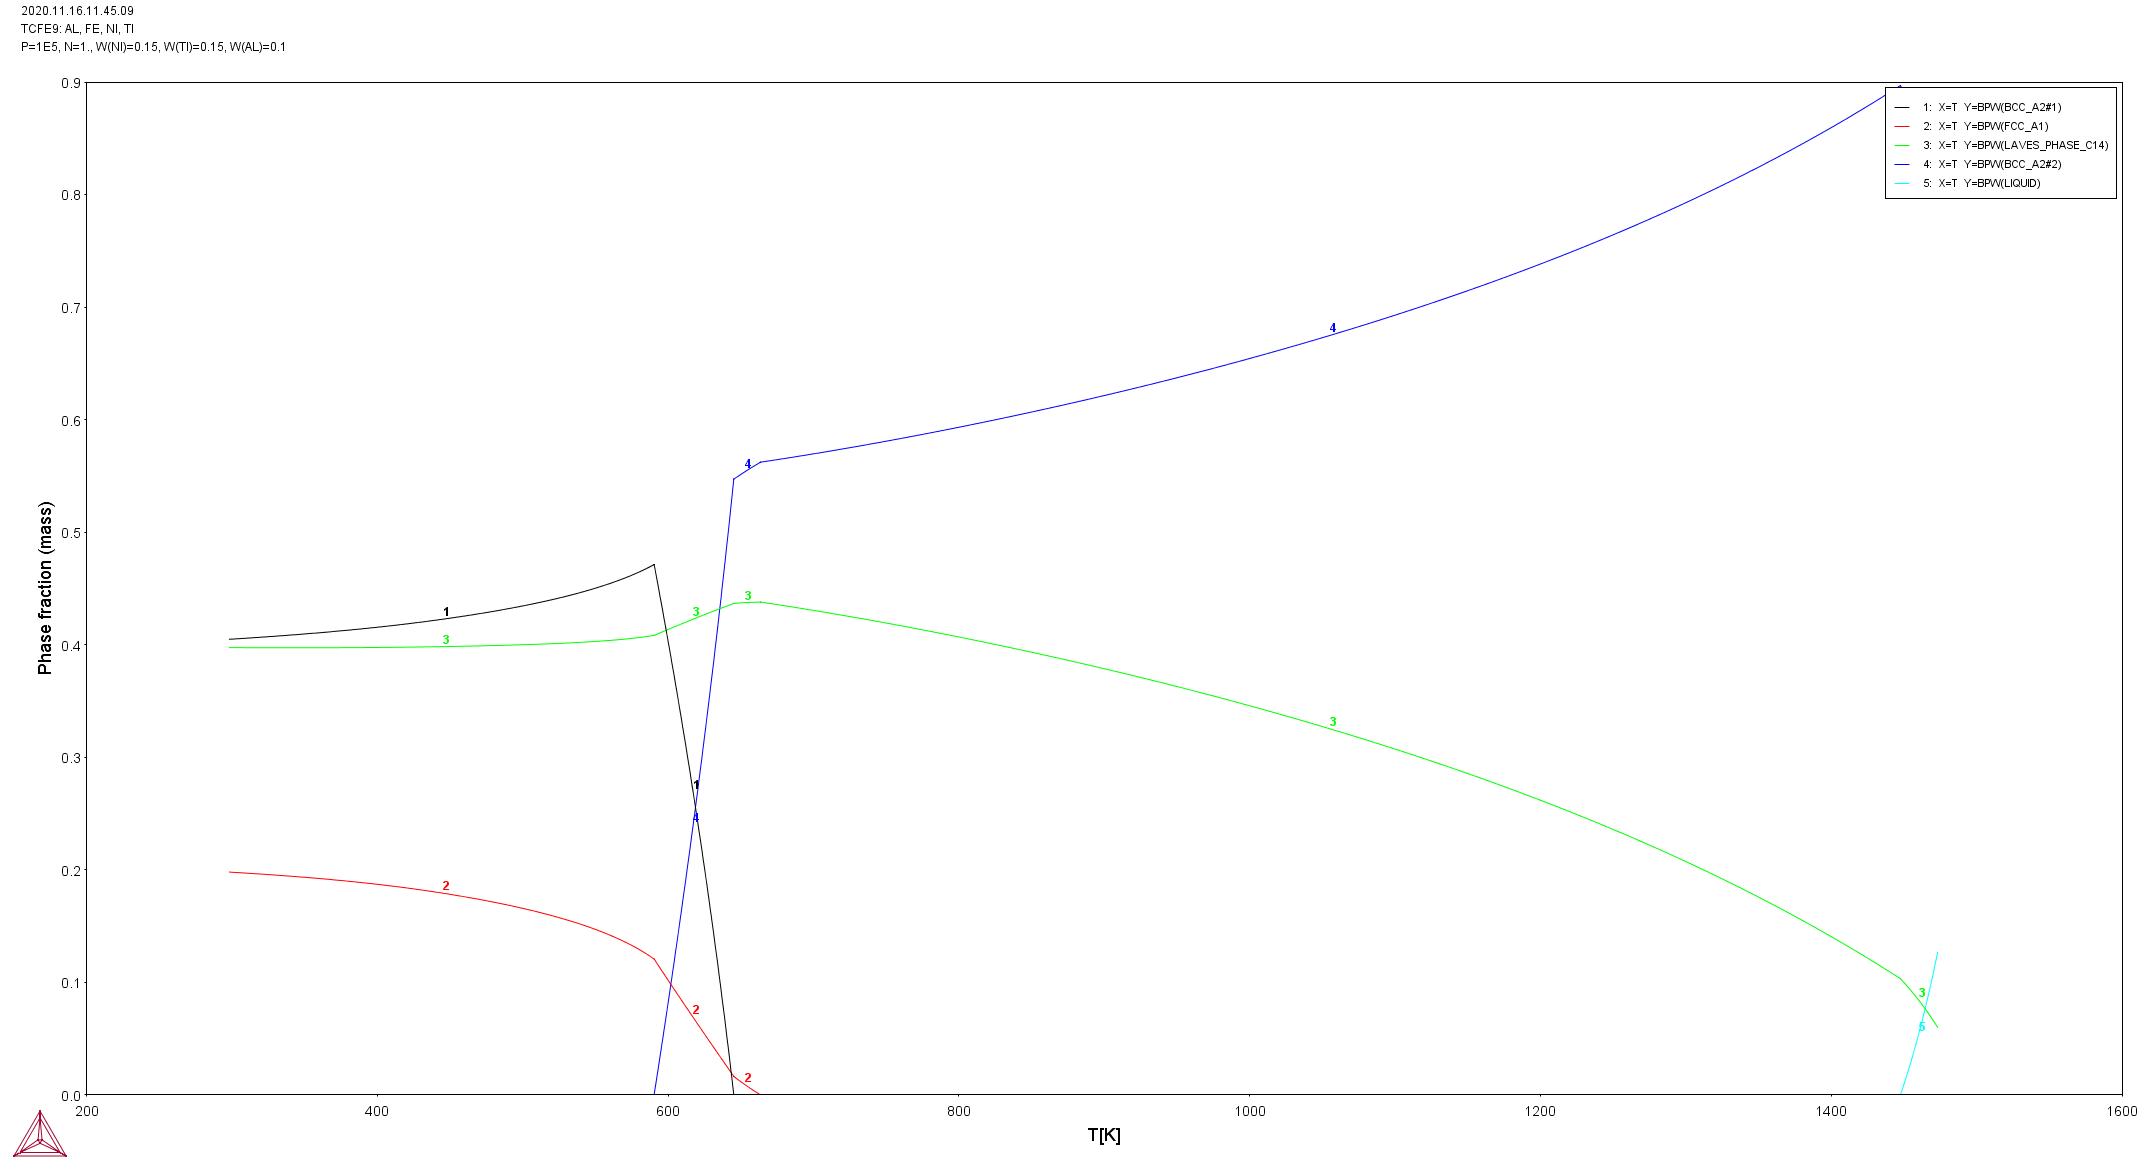 2020.11.16.11.45.09
TCFE9: AL, FE, NI, TI
P=1E5, N=1., W(NI)=0.15, W(TI)=0.15, W(AL)=0.1
1: X=T Y=BPW(BCC_A2#1)
2: X=T Y=BPW(FCC_A1)
3: X=T Y=BPW(LAVES_PHASE_C14)
4: X=T Y=BPW(BCC_A2#2)
5: X=T Y=BPW(LIQUID)
Phase fraction (mass)
0.9
0.8
0.7
0.6
0.5
0.4
0.3
0.2
0.1
0.0
4
4
3
3
1
3
3
1
4
2
2
2
3
5
200 400 600 800 1000 1200 1400 1600
T[K]